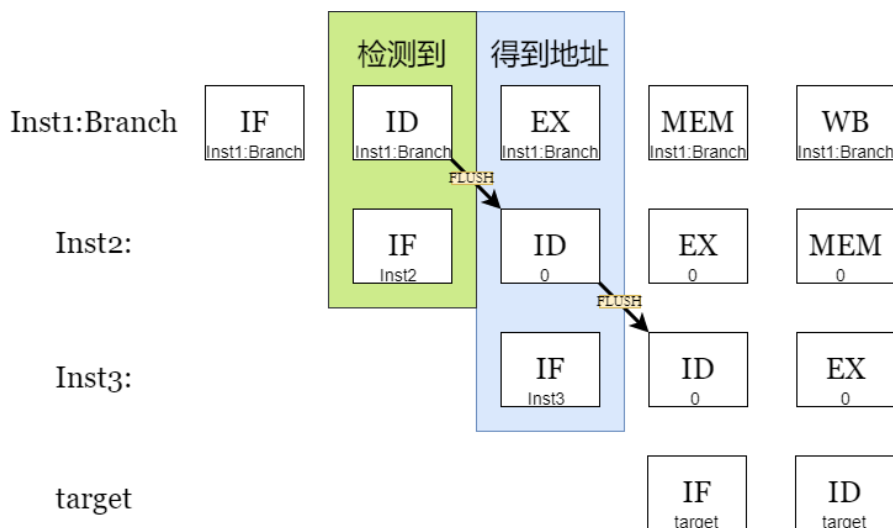 检测到 得到地址
Inst1:Branch IF ID EX MEM WB
Inst1:Branch Inst1:Branch Inst1:Branch Inst1:Branch Inst1:Branch
FLUSH
Inst2: IF ID EX MEM
Inst2 0 0 0
FLUSH
Inst3: IF ID EX
Inst3 0 0
target IF ID
target target